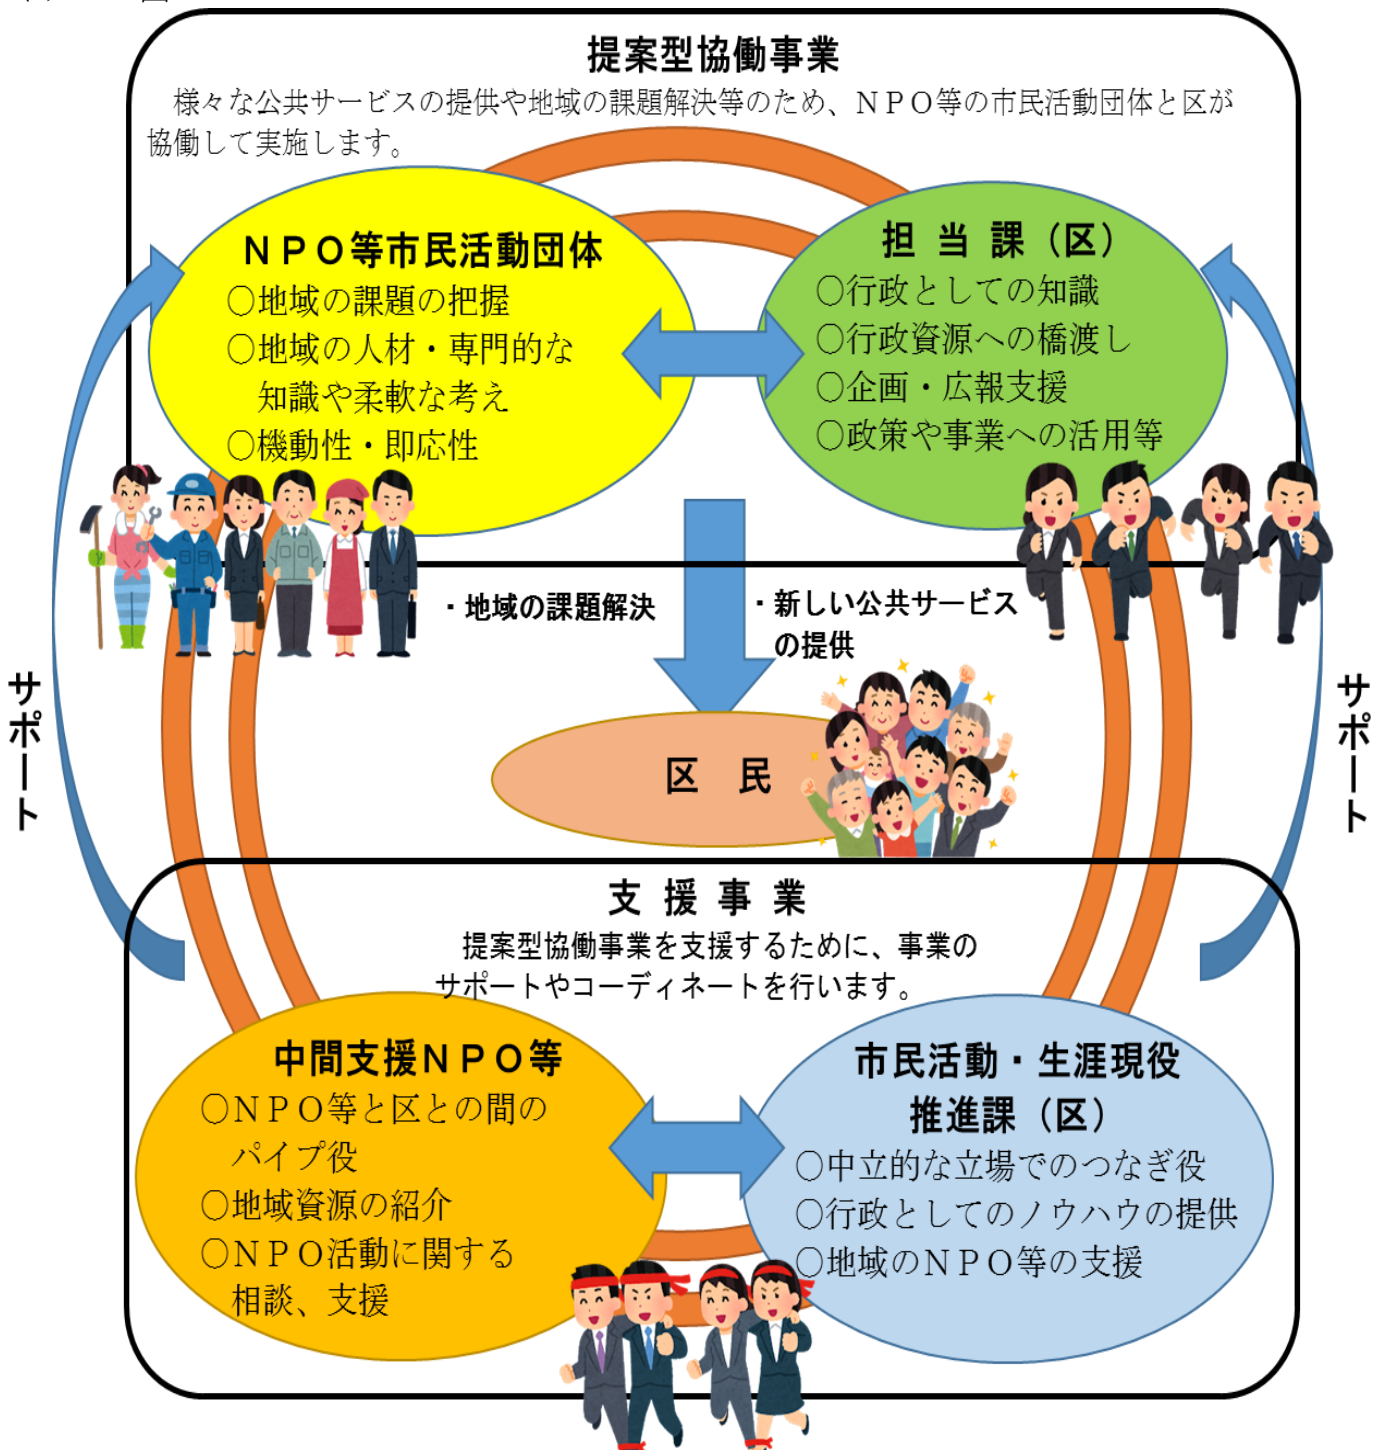 提案型協働事業
様々な公共サービスの提供や地域の課題解決等のため、ＮＰＯ等の市民活動団体と区が
協働して実施します。
ＮＰＯ等市民活動団体
○地域の課題の把握
○地域の人材・専門的な
知識や柔軟な考え
○機動性・即応性
担当課（区）
○行政としての知識
○行政資源への橋渡し
○企画・広報支援
○政策や事業への活用等
・地域の課題解決
・新しい公共サービス
の提供
サポート
サポート
区　民
支援事業
提案型協働事業を支援するために、事業の
サポートやコーディネートを行います。
中間支援ＮＰＯ等
○ＮＰＯ等と区との間の
パイプ役
○地域資源の紹介
○ＮＰＯ活動に関する
相談、支援
市民活動・生涯現役
推進課（区）
○中立的な立場でのつなぎ役
○行政としてのノウハウの提供
○地域のＮＰＯ等の支援